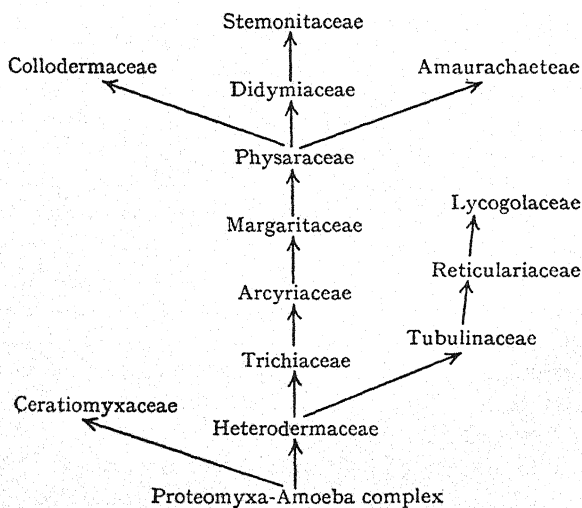 Stemonitaceae
Collodermaceae
Amaurachaeteae
Didymiaceae
Physaraceae
Lycogolaceae
Margaritaceae
Reticulariaceae
Arcyriaceae
Tubulinaceae
Trichiaceae
Ceratiomyxaceae
Heterodermaceae
Proteomyxa-Amoeba complex